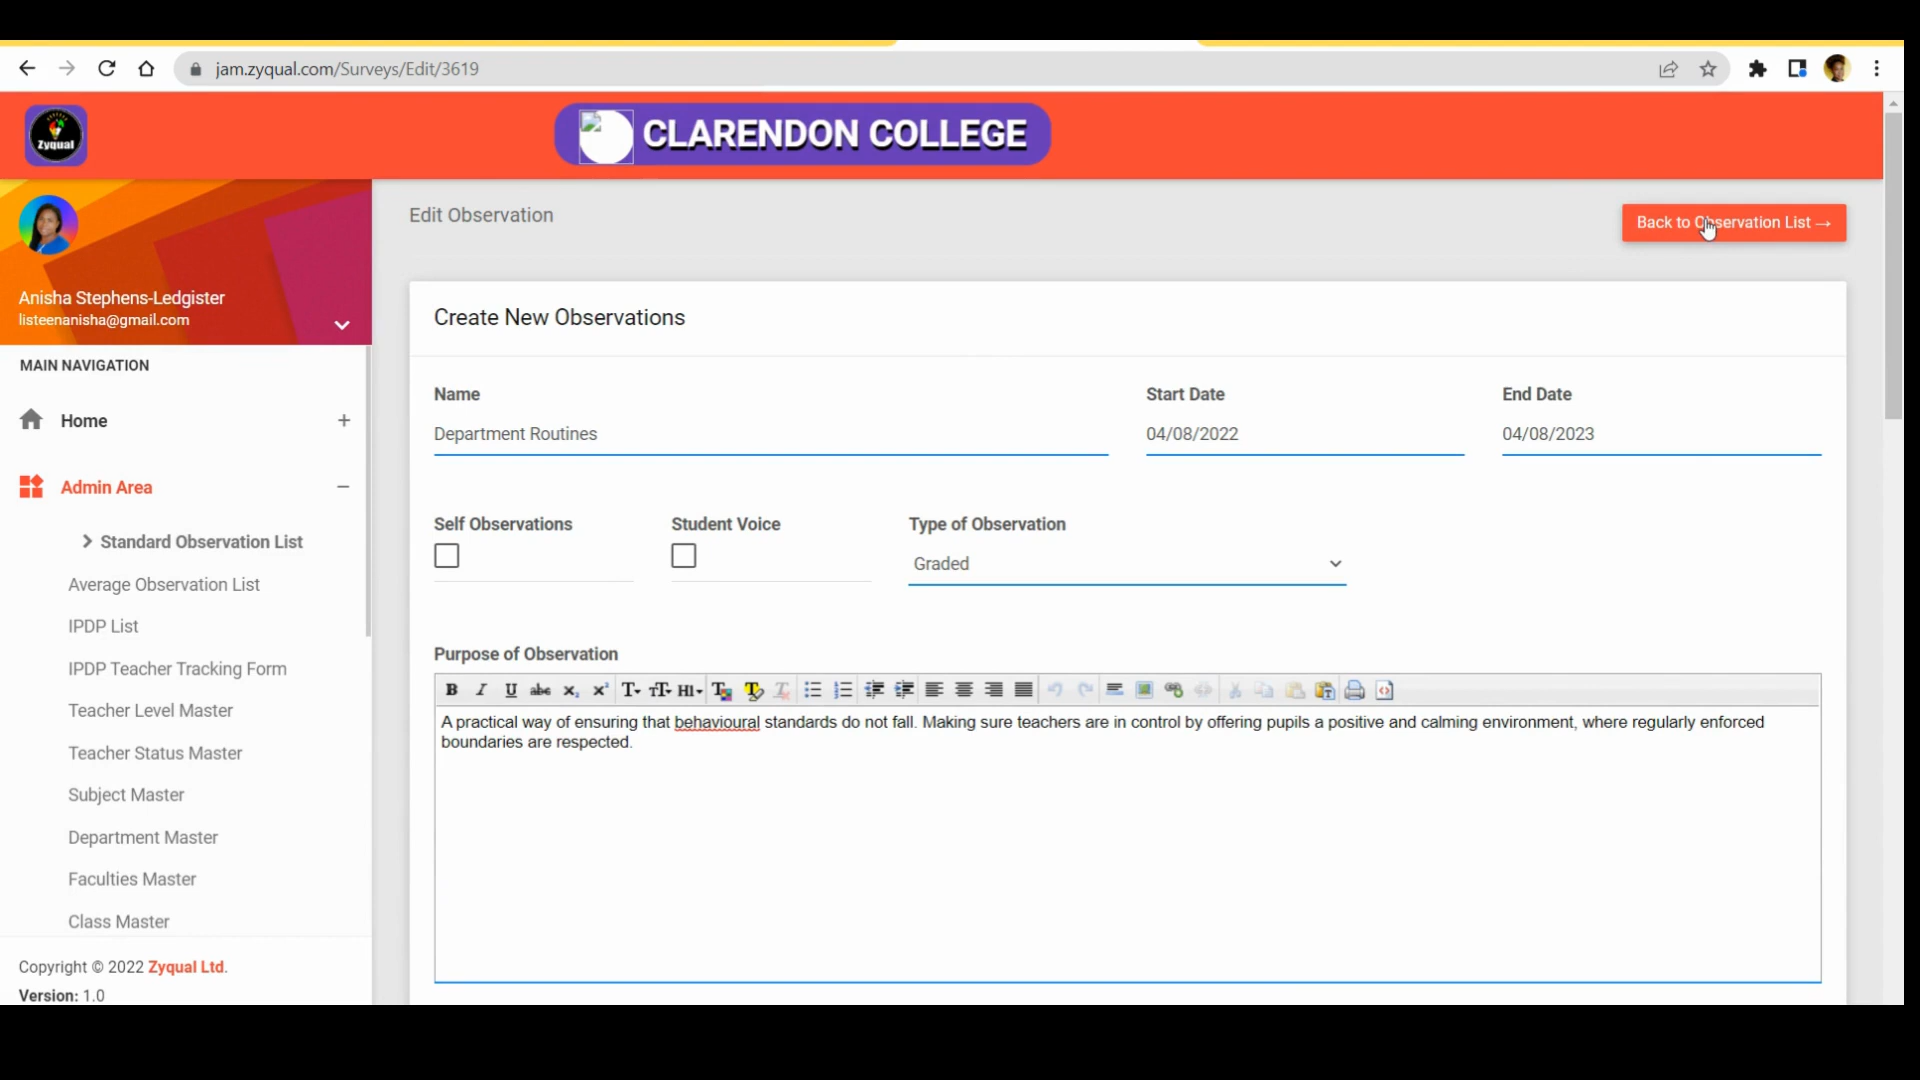 jam.zyqual.com/Surveys/Edit/3619
Zyqual
CLARENDON COLLEGE
Anisha Stephens-Ledgister
listeenanisha@gmail.com
MAIN NAVIGATION
Home
Admin Area
Standard Observation List
Average Observation List
IPDP List
IPDP Teacher Tracking Form
Teacher Level Master
Teacher Status Master
Subject Master
Department Master
Faculties Master
Class Master
Copyright © 2022 Zyqual Ltd.
Version: 1.0
Edit Observation
Back to Observation List →
Create New Observations
Name
Start Date
End Date
Department Routines
04/08/2022
04/08/2023
Self Observations
Student Voice
Type of Observation
Graded
Purpose of Observation
A practical way of ensuring that behavioural standards do not fall. Making sure teachers are in control by offering pupils a positive and calming environment, where regularly enforced
boundaries are respected.